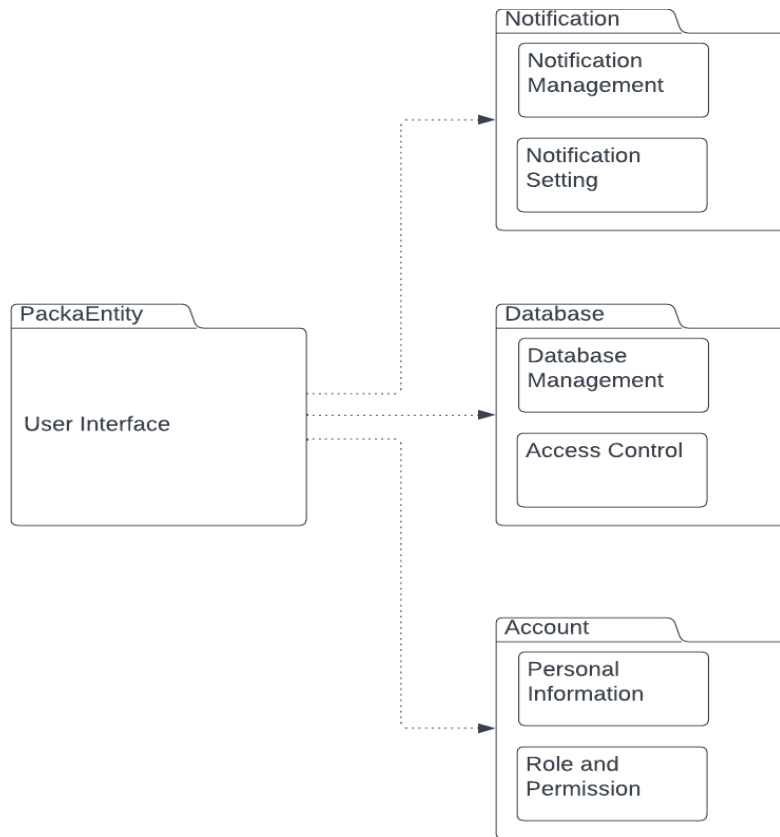 Notification
Notification
Management
Notification
Setting
PackaEntity
User Interface
Database
Database
Management
Access Control
Account
Personal
Information
Role and
Permission